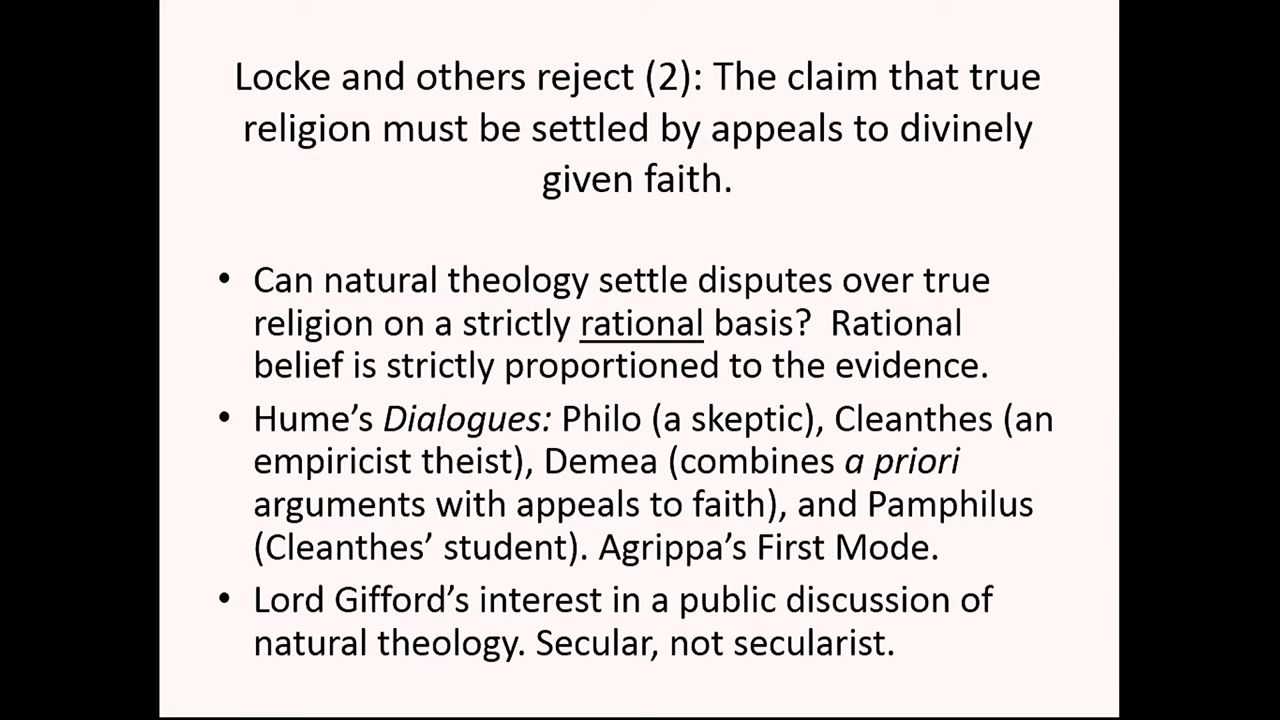 Locke and others reject (2): The claim that true
religion must be settled by appeals to divinely
given faith.
• Can natural theology settle disputes over true
religion on a strictly rational basis?  Rational
belief is strictly proportioned to the evidence.
• Hume’s Dialogues: Philo (a skeptic), Cleanthes (an
empiricist theist), Demea (combines a priori
arguments with appeals to faith), and Pamphilus
(Cleanthes’ student). Agrippa’s First Mode.
• Lord Gifford’s interest in a public discussion of
natural theology. Secular, not secularist.